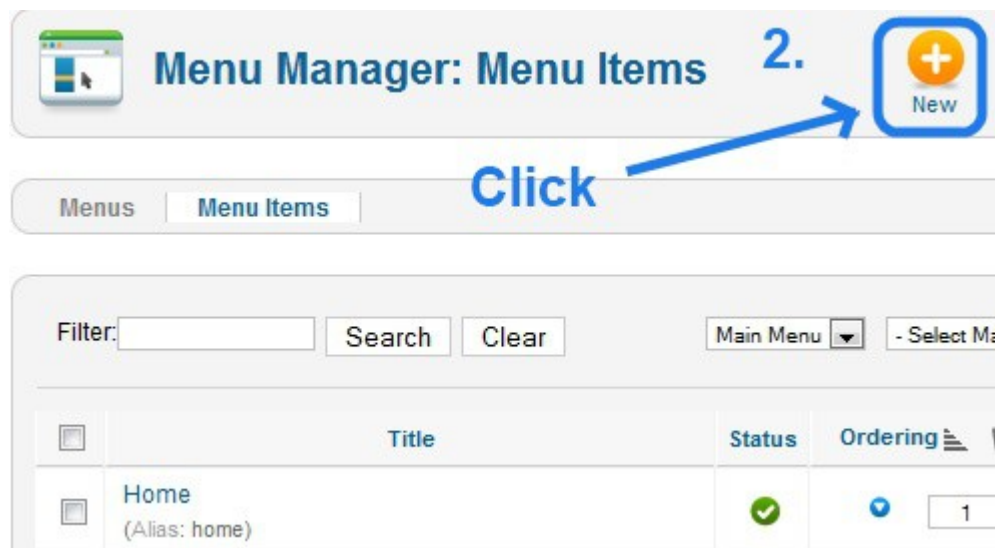 Menu Manager: Menu Items
2.
New
Click
Menus Menu Items
Filter: Search Clear Main Menu - Select Ma
Title Status Ordering
Home 1
(Alias: home)